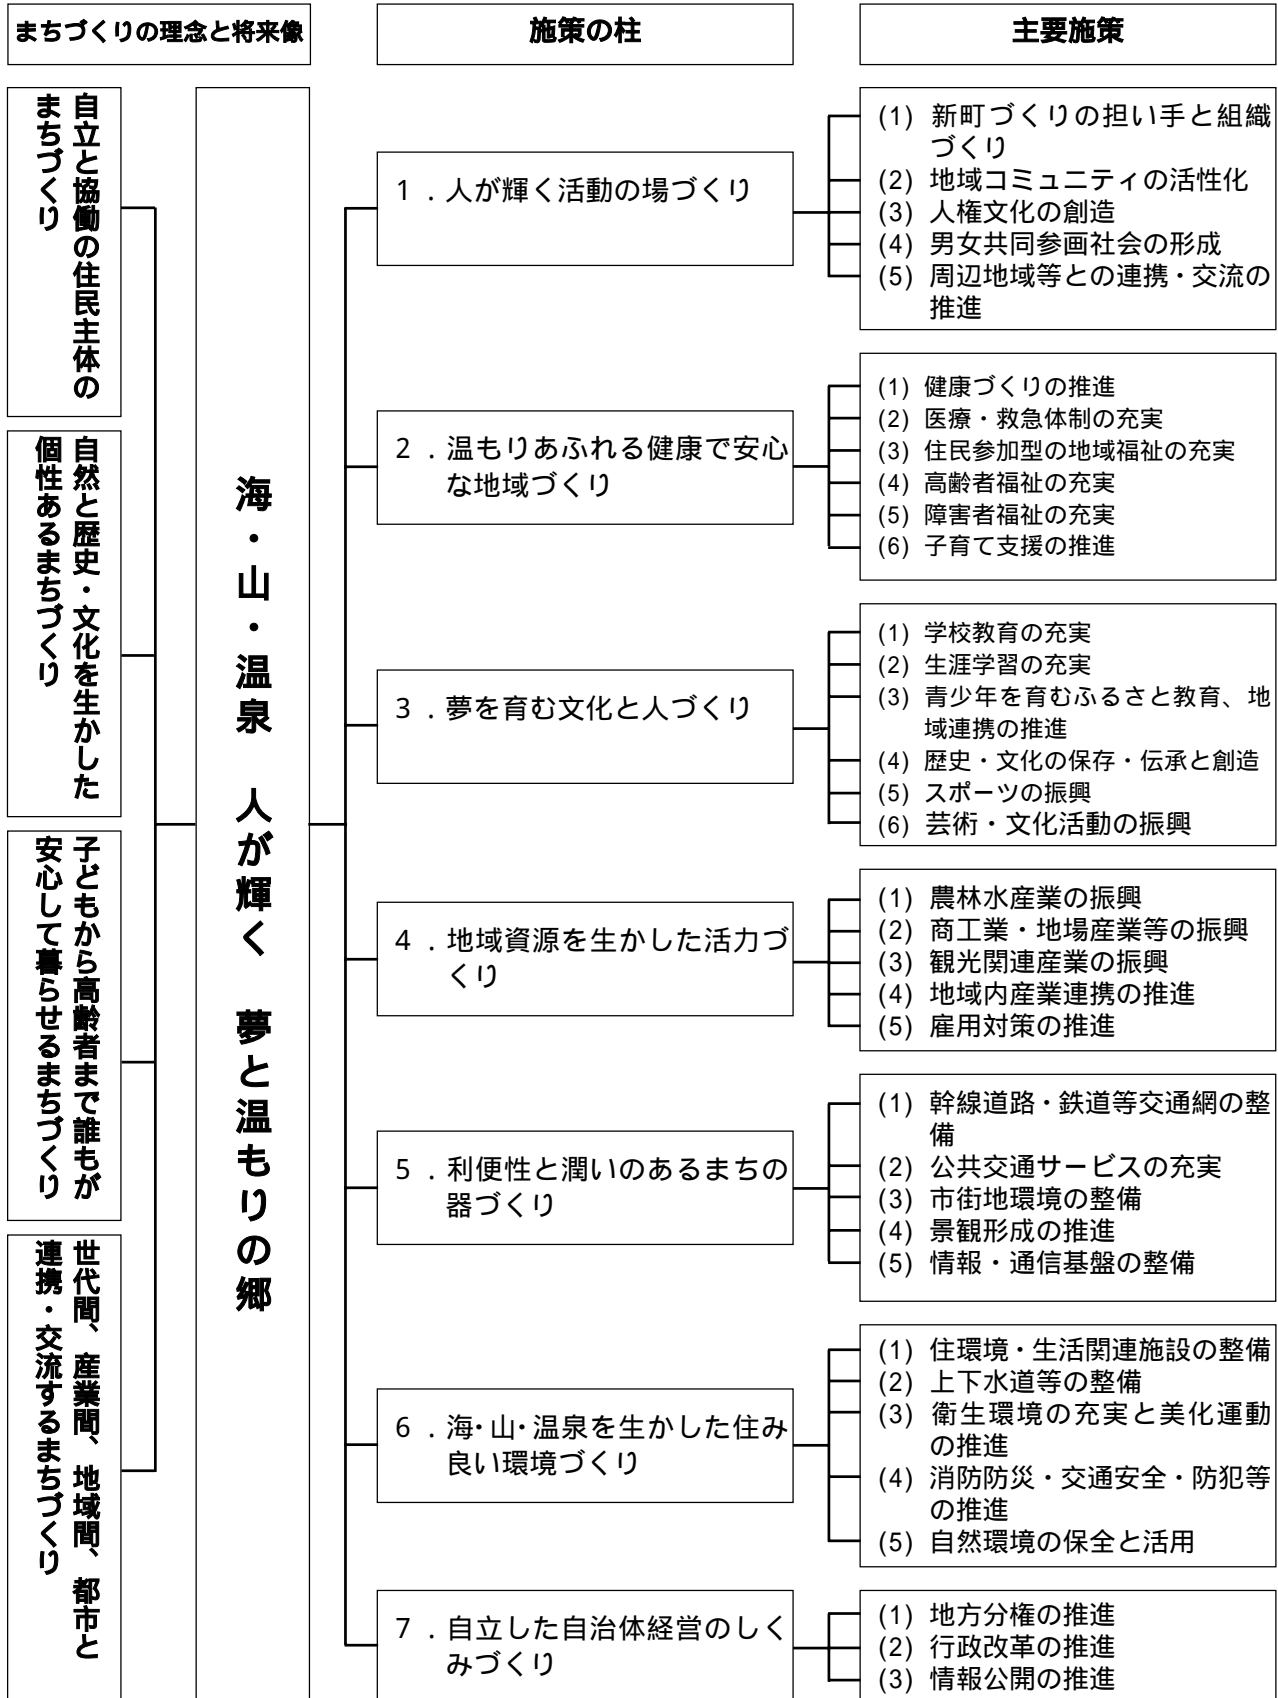 まちづくりの理念と将来像
施策の柱
主要施策
自立と協働の住民主体の
まちづくり
自然と歴史・文化を生かした
個性あるまちづくり
子どもから高齢者まで誰もが
安心して暮らせるまちづくり
世代間、産業間、地域間、都市と
連携・交流するまちづくり
海・山・温泉 人が輝く 夢と温もりの郷
1．人が輝く活動の場づくり
(1) 新町づくりの担い手と組織
づくり
(2) 地域コミュニティの活性化
(3) 人権文化の創造
(4) 男女共同参画社会の形成
(5) 周辺地域等との連携・交流の
推進
2．温もりあふれる健康で安心
な地域づくり
(1) 健康づくりの推進
(2) 医療・救急体制の充実
(3) 住民参加型の地域福祉の充実
(4) 高齢者福祉の充実
(5) 障害者福祉の充実
(6) 子育て支援の推進
3．夢を育む文化と人づくり
(1) 学校教育の充実
(2) 生涯学習の充実
(3) 青少年を育むふるさと教育、地
域連携の推進
(4) 歴史・文化の保存・伝承と創造
(5) スポーツの振興
(6) 芸術・文化活動の振興
4．地域資源を生かした活力づ
くり
(1) 農林水産業の振興
(2) 商工業・地場産業等の振興
(3) 観光関連産業の振興
(4) 地域内産業連携の推進
(5) 雇用対策の推進
5．利便性と潤いのあるまちの
器づくり
(1) 幹線道路・鉄道等交通網の整
備
(2) 公共交通サービスの充実
(3) 市街地環境の整備
(4) 景観形成の推進
(5) 情報・通信基盤の整備
6．海・山・温泉を生かした住み
良い環境づくり
(1) 住環境・生活関連施設の整備
(2) 上下水道等の整備
(3) 衛生環境の充実と美化運動
の推進
(4) 消防防災・交通安全・防犯等
の推進
(5) 自然環境の保全と活用
7．自立した自治体経営のしく
みづくり
(1) 地方分権の推進
(2) 行政改革の推進
(3) 情報公開の推進